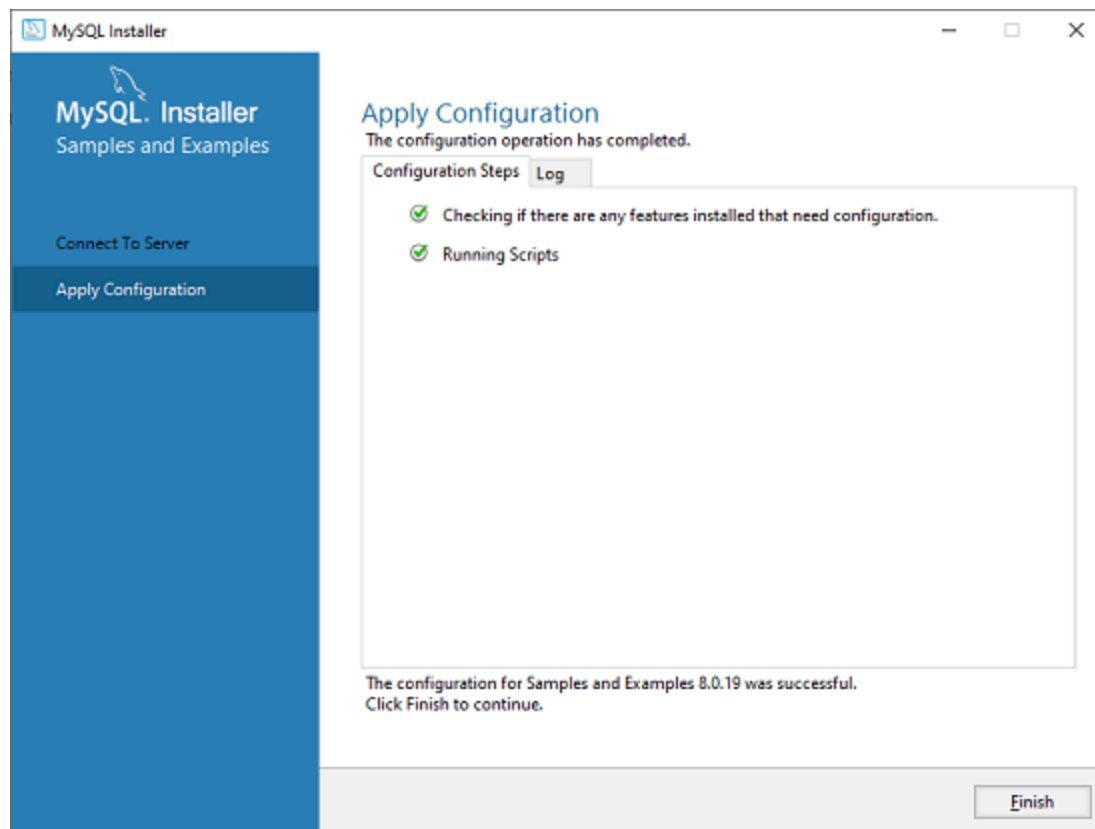 MySQL Installer
MySQL. Installer
Samples and Examples
Connect To Server
Apply Configuration
Apply Configuration
The configuration operation has completed.
Configuration Steps
Log
Checking if there are any features installed that need configuration.
Running Scripts
The configuration for Samples and Examples 8.0.19 was successful.
Click Finish to continue.
Finish